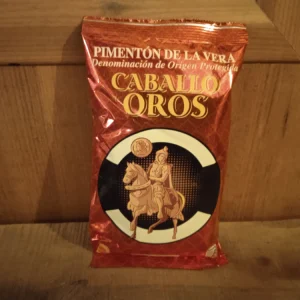 PIMENTÓN DE LA VERA
Denominación de Origen Protegida
CABALLO
OROS